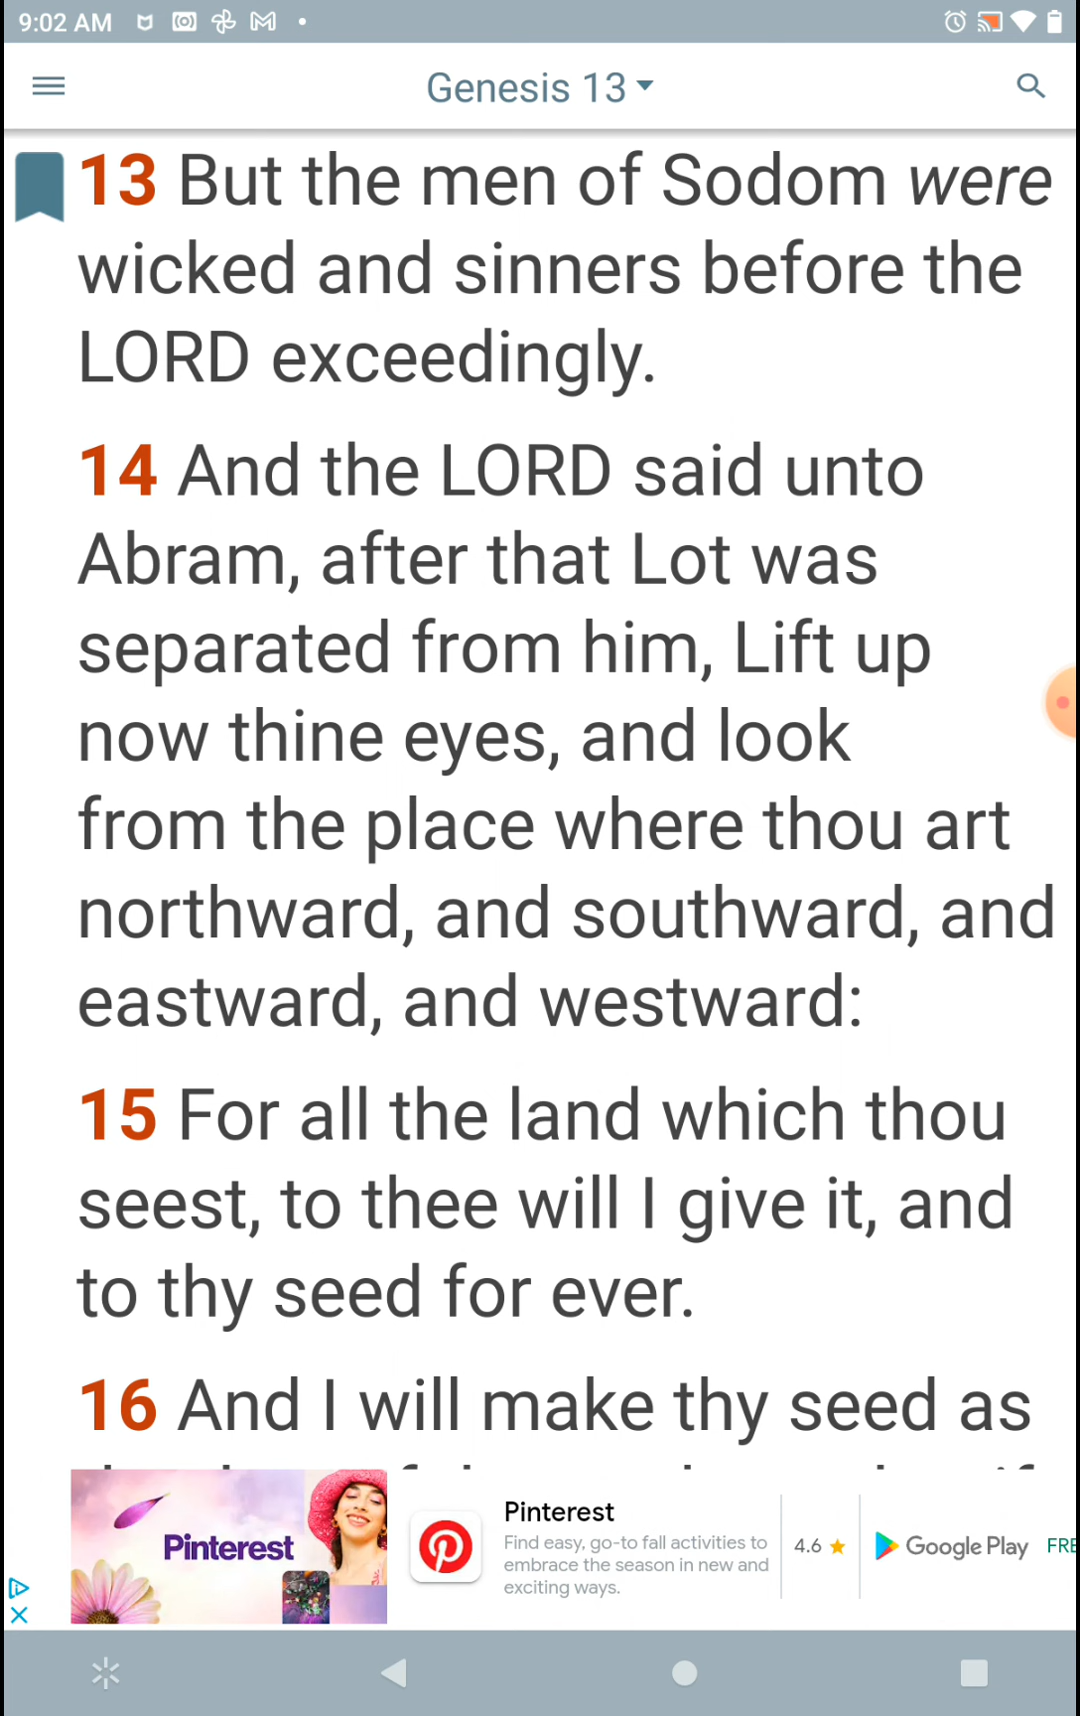 9:02 AM
Genesis 13
13 But the men of Sodom were
wicked and sinners before the
LORD exceedingly.
14 And the LORD said unto
Abram, after that Lot was
separated from him, Lift up
now thine eyes, and look
from the place where thou art
northward, and southward, and
eastward, and westward:
15 For all the land which thou
seest, to thee will I give it, and
to thy seed for ever.
16 And I will make thy seed as
Pinterest
Pinterest
Find easy, go-to fall activities to
embrace the season in new and
exciting ways.
4.6
Google Play